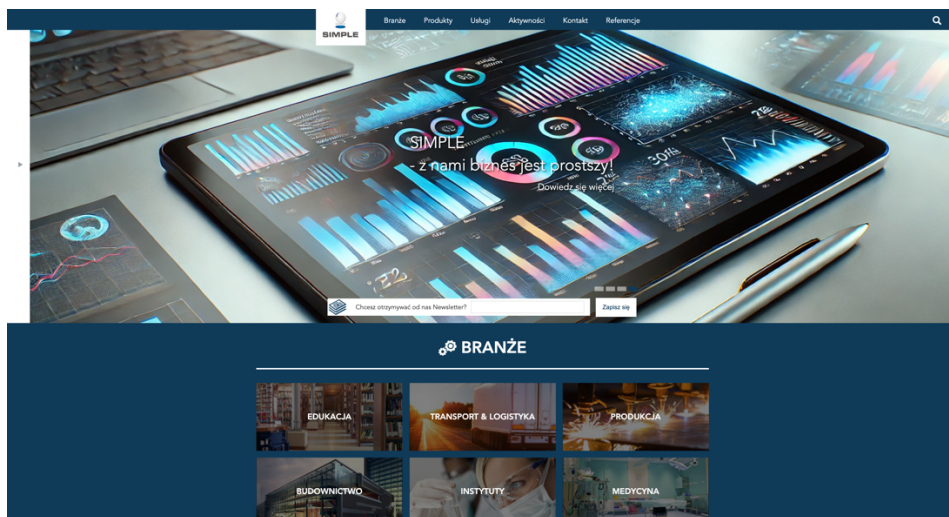 SIMPLE
Branże Produkty Usługi Aktywności Kontakt Referencje
SIMPLE
- z nami biznes jest prostszy!
Dowiedz się więcej
Chcesz otrzymywać od nas Newsletter?
Zapisz się
BRANŻE
EDUKACJA
TRANSPORT & LOGISTYKA
PRODUKCJA
BUDOWNICTWO
INSTYTUTY
MEDYCYNA